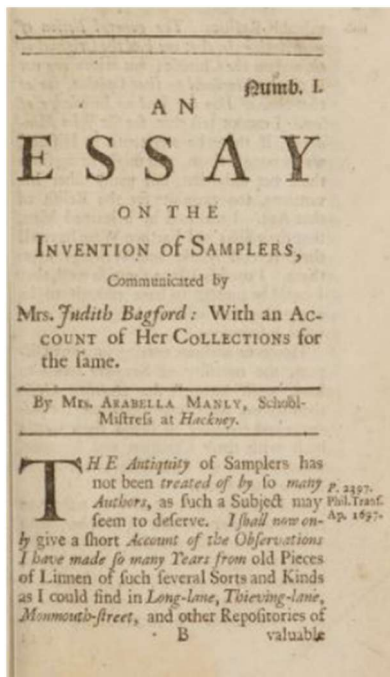 Numb. I.
AN
ESSAY
ON THE
INVENTION of SAMPLERS,
Communicated by
Mrs. Judith Bagford: With an Ac-
COUNT of Her COLLECTIONS for
the ſame.
By Mrs. ARABELLA MANLY, School-
Miſtreſs at Hackney.
THE Antiquity of Samplers has
not been treated of by ſo many
Authors, as ſuch a Subject may
ſeem to deſerve. I ſhall now on-
ly give a ſhort Account of the Obſervations
I have made ſo many Years from old Pieces
of Linnen of ſuch ſeveral Sorts and Kinds
as I could find in Long-lane, Thieving-lane,
Monmouth-ſtreet, and other Repoſitories of
B valuable
P. 2397.
Phil. Tranſ.
Ap. 1697.